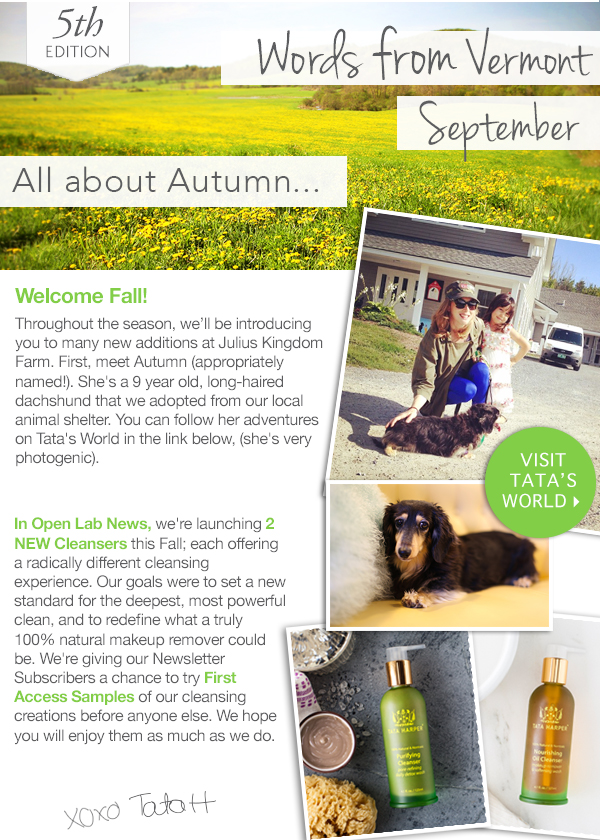 5th
EDITION
Words from Vermont
September
All about Autumn...
Welcome Fall!
Throughout the season, we'll be introducing
you to many new additions at Julius Kingdom
Farm. First, meet Autumn (appropriately
named!). She's a 9 year old, long-haired
dachshund that we adopted from our local
animal shelter. You can follow her adventures
on Tata's World in the link below, (she's very
photogenic).
VISIT
TATA'S
WORLD
In Open Lab News, we're launching 2
NEW Cleansers this Fall; each offering
a radically different cleansing
experience. Our goals were to set a new
standard for the deepest, most powerful
clean, and to redefine what a truly
100% natural makeup remover could
be. We're giving our Newsletter
Subscribers a chance to try First
Access Samples of our cleansing
creations before anyone else. We hope
you will enjoy them as much as we do.
xoxo Tata H
TATA HARPER
Purifying
Cleanser
TATA HARPER
Nourishing
Oil Cleanser